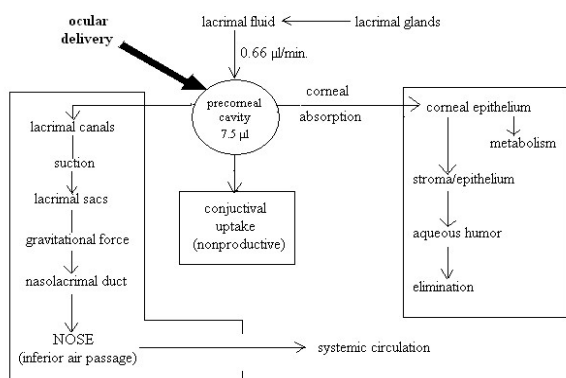 ocular
delivery
lacrimal fluid
lacrimal glands
0.66 µl/min.
precorneal
cavity
7.5 µl
corneal
absorption
lacrimal canals
suction
lacrimal sacs
gravitational force
nasolacrimal duct
NOSE
(inferior air passage)
systemic circulation
conjuctival
uptake
(nonproductive)
corneal epithelium
metabolism
stroma/epithelium
aqueous humor
elimination